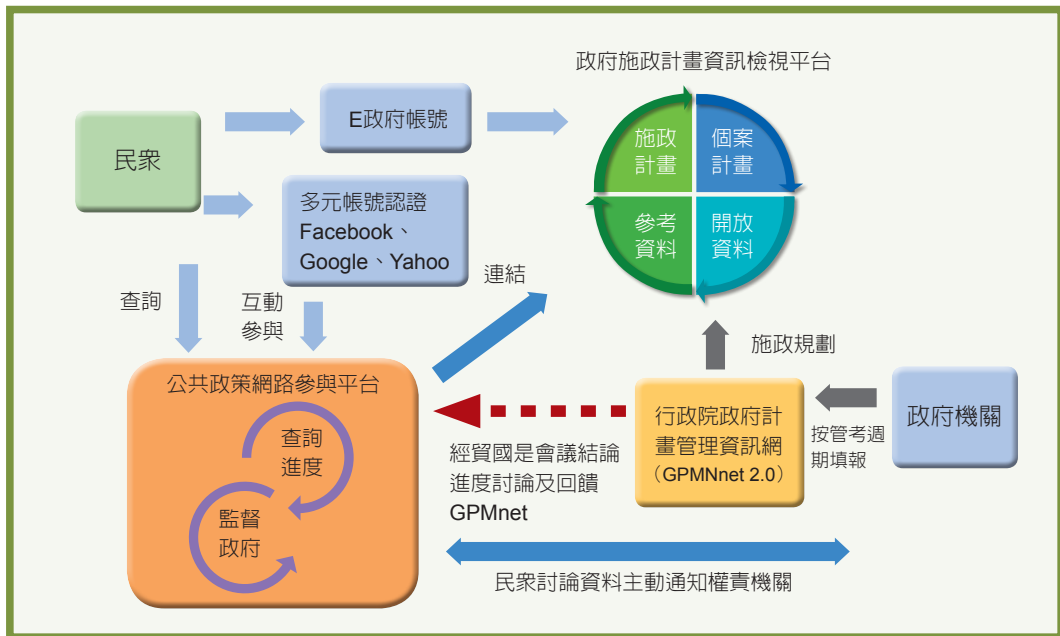 政府施政計畫資訊檢視平台
民眾
E政府帳號
多元帳號認證
Facebook、
Google、Yahoo
施政
計畫
個案
計畫
參考
資料
開放
資料
查詢
互動
參與
連結
施政規劃
公共政策網路參與平台
查詢
進度
監督
政府
經貿國是會議結論
進度討論及回饋
GPMnet
行政院政府計
畫管理資訊網
（GPMNnet 2.0）
按管考週
期填報
政府機關
民眾討論資料主動通知權責機關